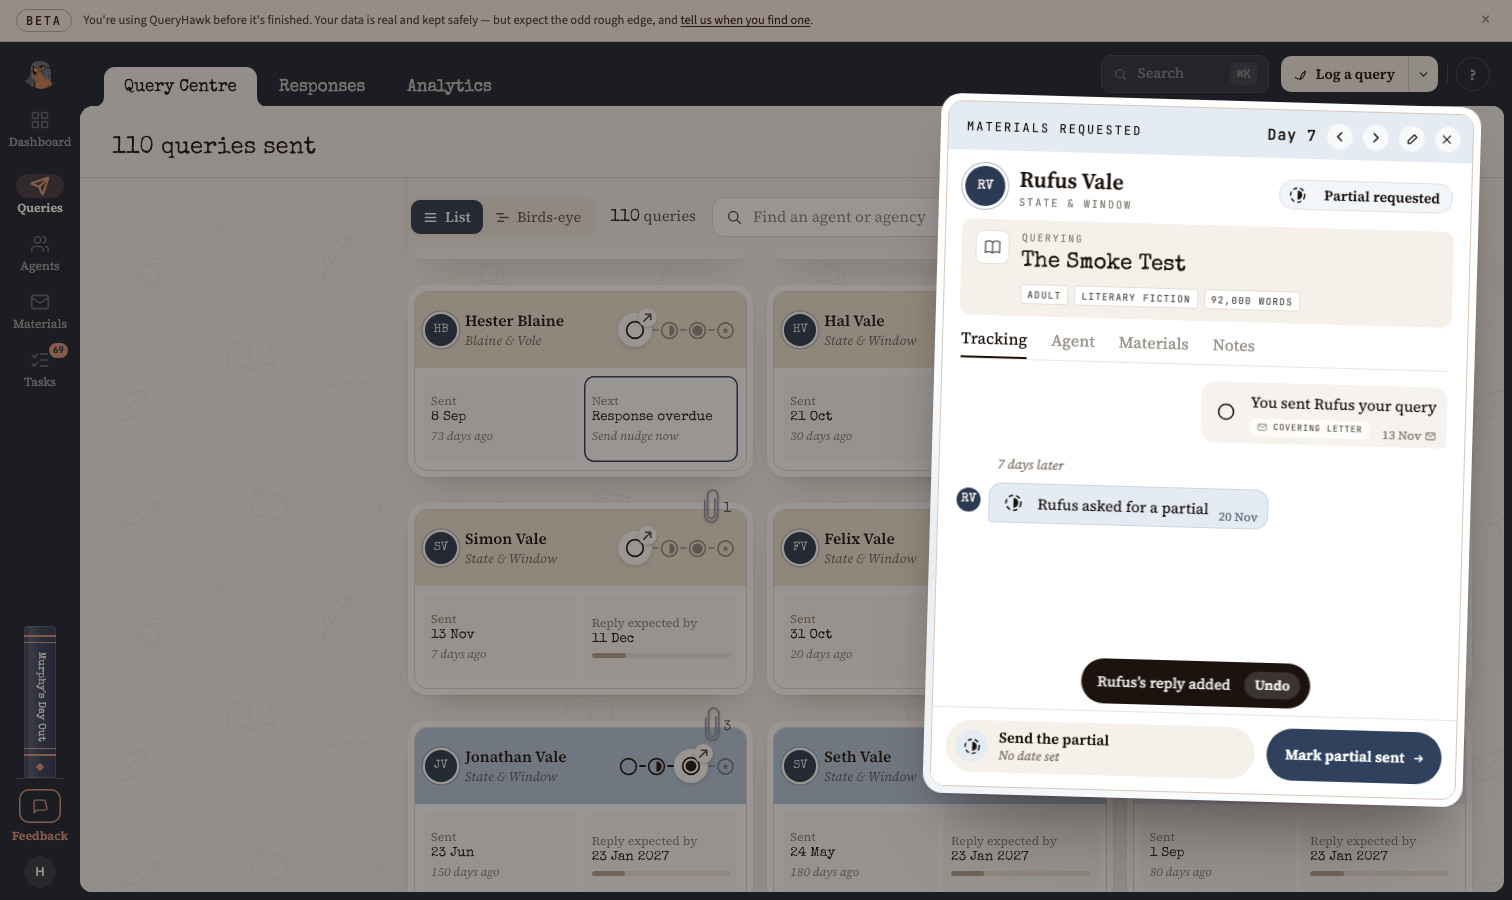 BETA
You're using QueryHawk before it's finished. Your data is real and kept safely — but expect the odd rough edge, and tell us when you find one.
Query Centre
Responses
Analytics
Search
⌘K
Log a query
?
Dashboard
Queries
Agents
Materials
69
Tasks
Murphy's Day Out
Feedback
H
110 queries sent
List
Birds-eye
110 queries
Find an agent or agency
HB
Hester Blaine
Blaine & Vole
Sent
8 Sep
73 days ago
Next
Response overdue
Send nudge now
HV
Hal Vale
State & Window
Sent
21 Oct
30 days ago
1
SV
Simon Vale
State & Window
Sent
13 Nov
7 days ago
Reply expected by
11 Dec
FV
Felix Vale
State & Window
Sent
31 Oct
20 days ago
3
JV
Jonathan Vale
State & Window
Sent
23 Jun
150 days ago
Reply expected by
23 Jan 2027
SV
Seth Vale
State & Window
Sent
24 May
180 days ago
Reply expected by
23 Jan 2027
Sent
1 Sep
80 days ago
Reply expected by
23 Jan 2027
MATERIALS REQUESTED
Day 7
RV
Rufus Vale
STATE & WINDOW
Partial requested
QUERYING
The Smoke Test
ADULT
LITERARY FICTION
92,000 WORDS
Tracking
Agent
Materials
Notes
You sent Rufus your query
COVERING LETTER
13 Nov
7 days later
RV
Rufus asked for a partial
20 Nov
Rufus's reply added
Undo
Send the partial
No date set
Mark partial sent →